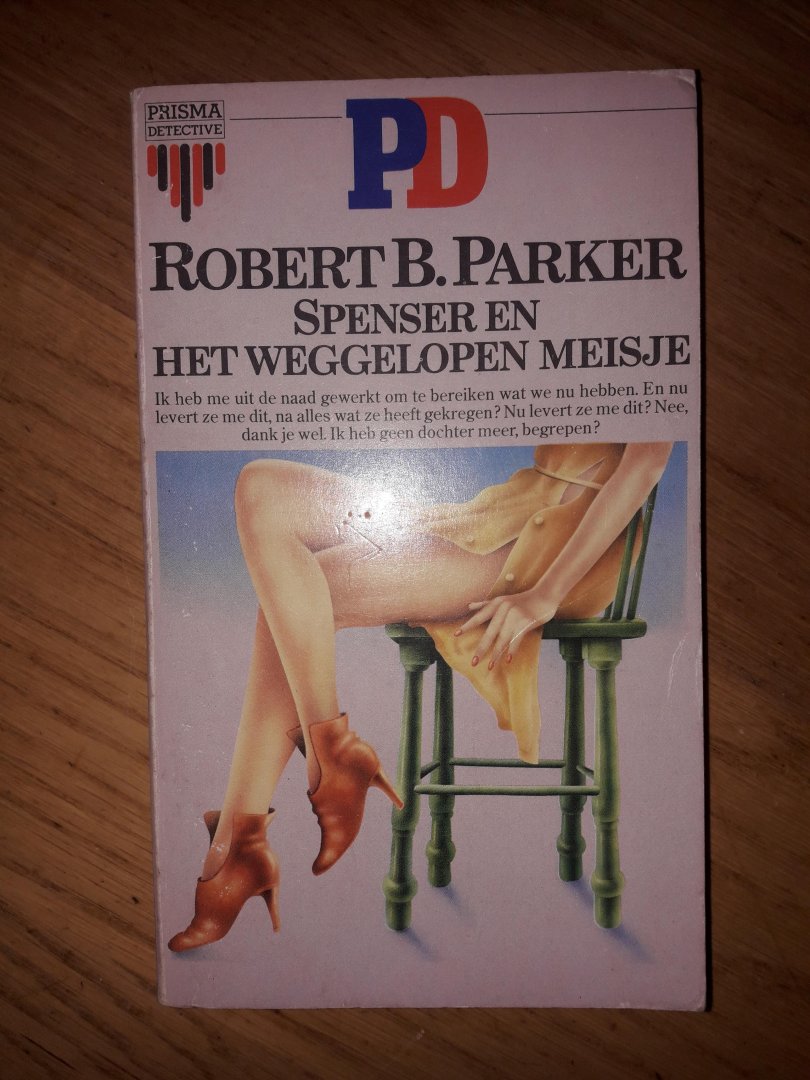 PRISMA
DETECTIVE
PD
ROBERT B. PARKER
SPENSER EN
HET WEGGELOPEN MEISJE
Ik heb me uit de naad gewerkt om te bereiken wat we nu hebben. En nu
levert ze me dit, na alles wat ze heeft gekregen? Nu levert ze me dit? Nee,
dank je wel. Ik heb geen dochter meer, begrepen?